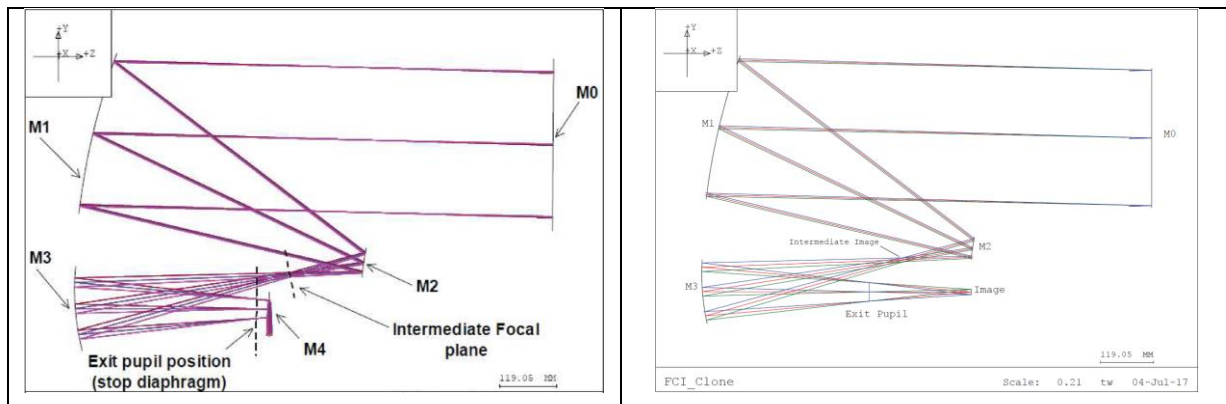 +Y
+X +Z
M1
M0
M3
M2
M4
Intermediate Focal
plane
Exit pupil position
(stop diaphragm)
119.05 MM
+Y
+X +Z
M1
M0
Intermediate Image
M2
M3
Image
Exit Pupil
119.05 MM
FCI_Clone Scale: 0.21 tw 04-Jul-17